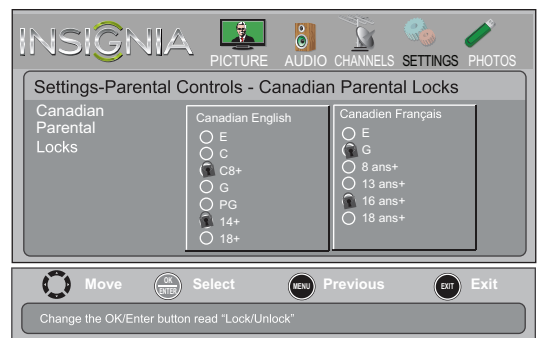 INSIGNIA
PICTURE AUDIO CHANNELS SETTINGS PHOTOS
Settings-Parental Controls - Canadian Parental Locks
Canadian
Parental
Locks
Canadian English
E
C
C8+
G
PG
14+
18+
Canadien Français
E
G
8 ans+
13 ans+
16 ans+
18 ans+
Move
OK
ENTER
Select
MENU
Previous
EXIT
Exit
Change the OK/Enter button read “Lock/Unlock”